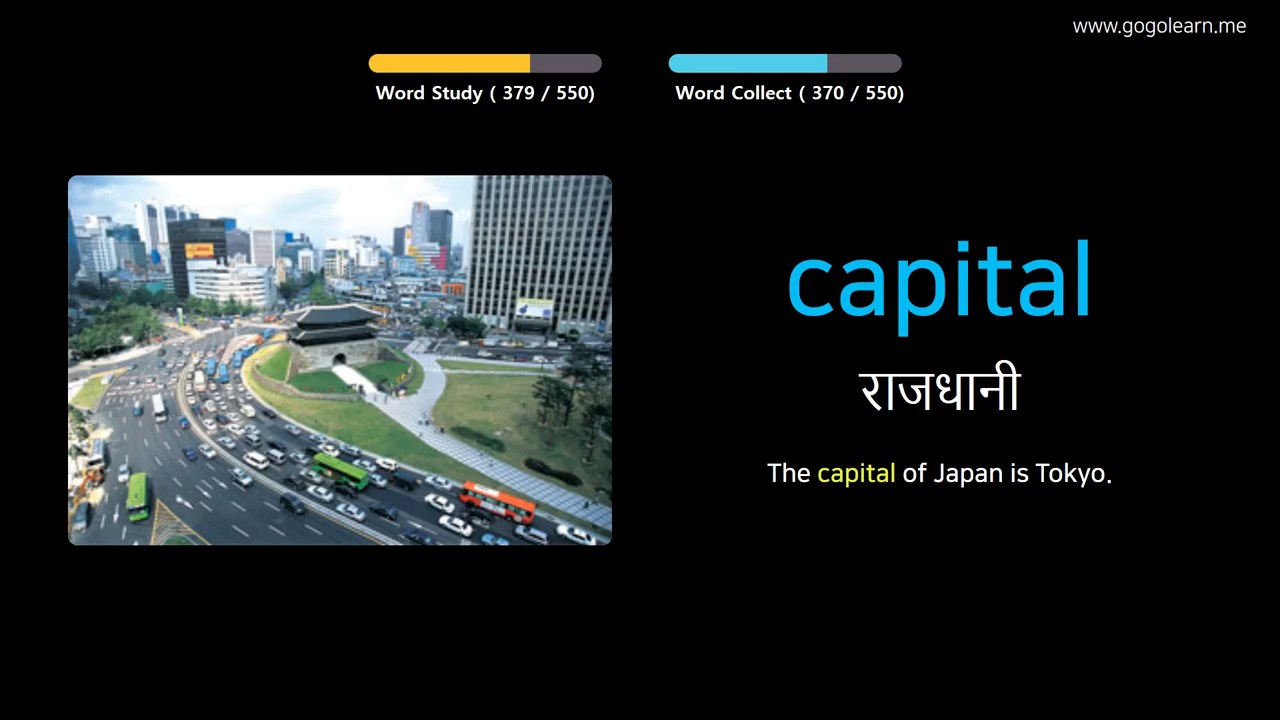 www.gogolearn.me
Word Study ( 379 / 550)
Word Collect ( 370 / 550)
capital
राजधानी
The capital of Japan is Tokyo.